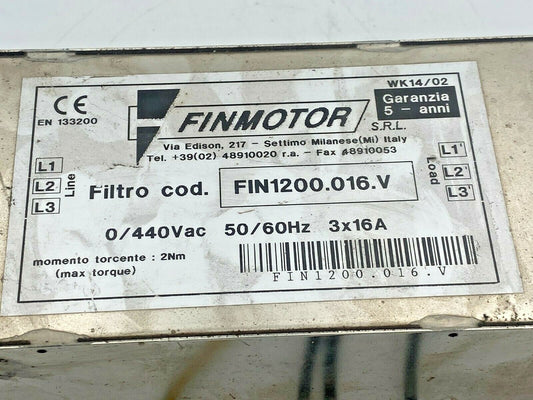 WK14/02
CE
EN 133200
FINMOTOR S.R.L.
Garanzia
5 - anni
Via Edison, 217 - Settimo Milanese(Mi) Italy
Tel. +39(02) 48910020 r.a. - Fax 48910053
L1
L2
L3
Line
Filtro cod. FIN1200.016.V
L1'
L2'
L3'
Load
0/440Vac 50/60Hz 3x16A
momento torcente : 2Nm
(max torque)
FIN1200.016.V